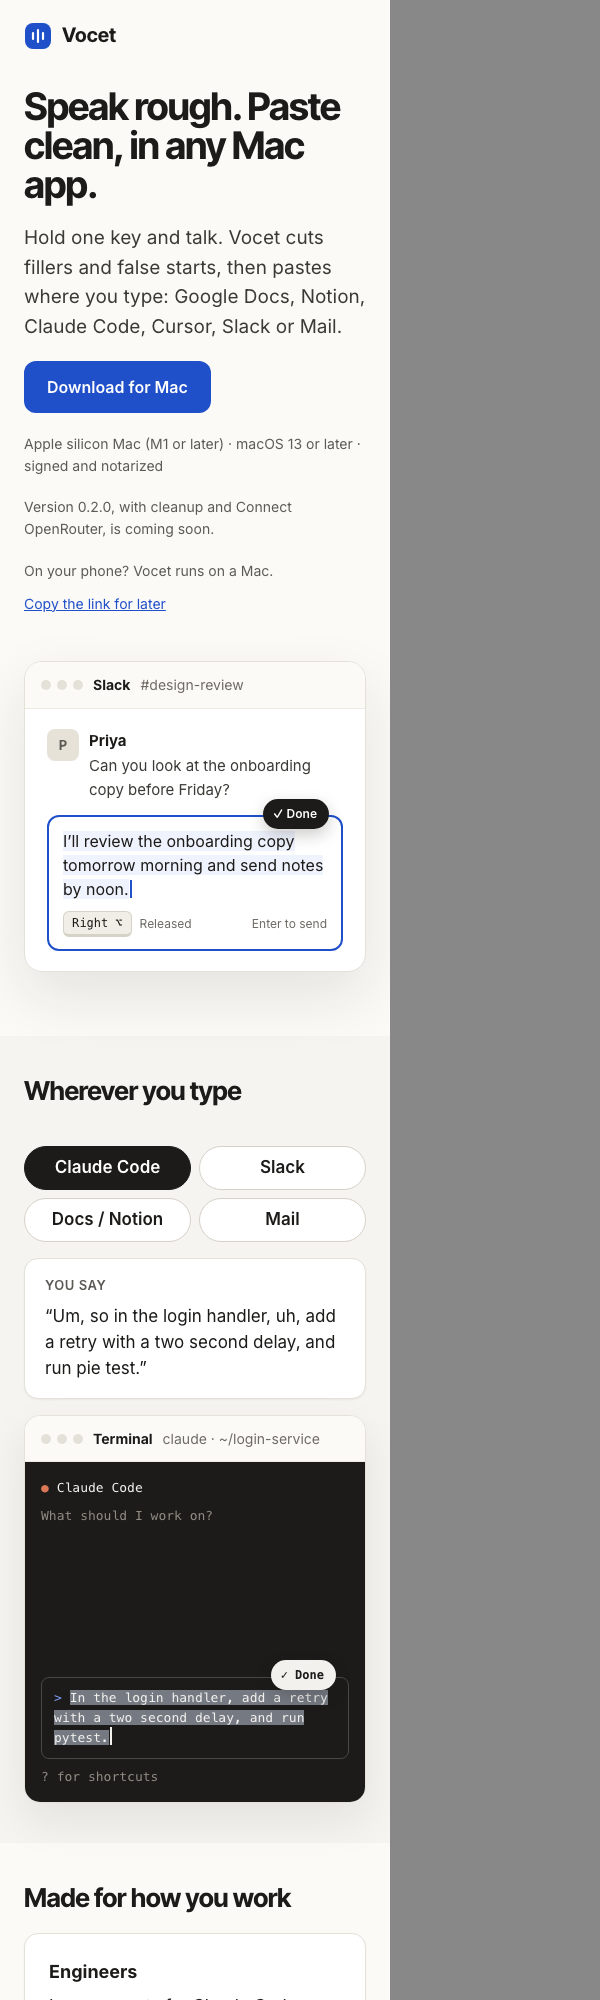 Vocet
Speak rough. Paste
clean, in any Mac
app.
Hold one key and talk. Vocet cuts
fillers and false starts, then pastes
where you type: Google Docs, Notion,
Claude Code, Cursor, Slack or Mail.
Download for Mac
Apple silicon Mac (M1 or later) · macOS 13 or later ·
signed and notarized
Version 0.2.0, with cleanup and Connect
OpenRouter, is coming soon.
On your phone? Vocet runs on a Mac.
Copy the link for later
Slack #design-review
P
Priya
Can you look at the onboarding
copy before Friday?
✓ Done
I’ll review the onboarding copy
tomorrow morning and send notes
by noon.
Right ⌥ Released Enter to send
Wherever you type
Claude Code Slack
Docs / Notion Mail
YOU SAY
“Um, so in the login handler, uh, add
a retry with a two second delay, and
run pie test.”
Terminal claude · ~/login-service
● Claude Code
What should I work on?
✓ Done
> In the login handler, add a retry
with a two second delay, and run
pytest.
? for shortcuts
Made for how you work
Engineers